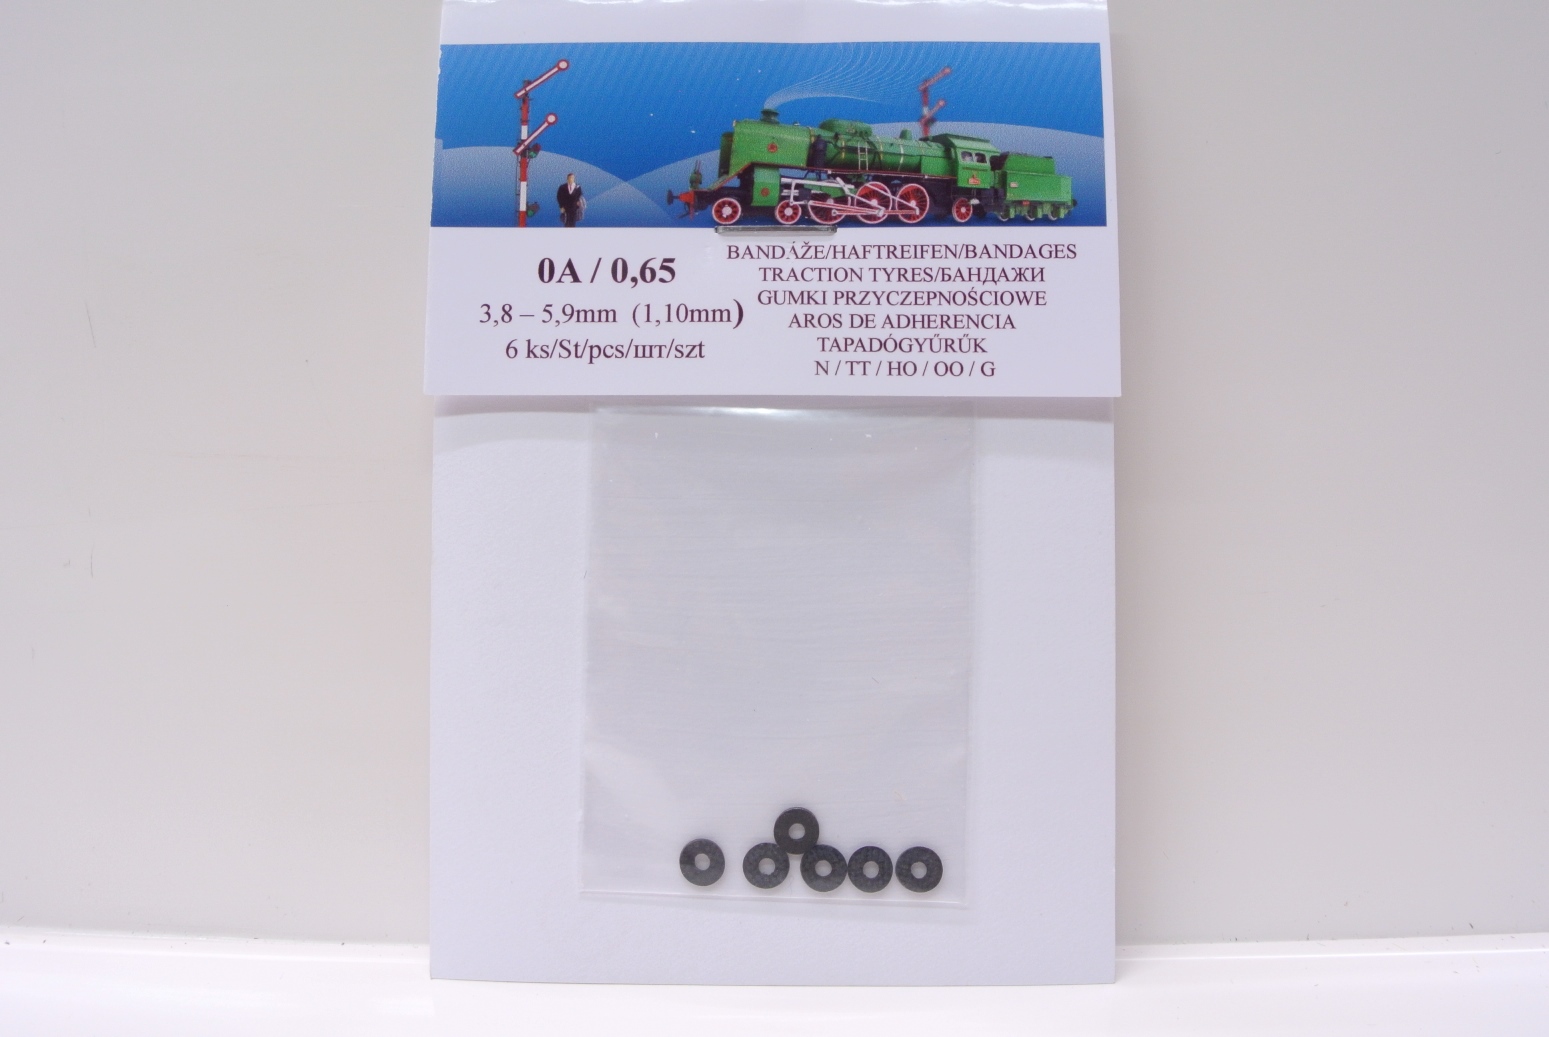 0A / 0,65
3,8 – 5,9mm (1,10mm)
6 ks/St/pcs/шт/szt
BANDÁŽE/HAFTREIFEN/BANDAGES
TRACTION TYRES/БАНДАЖИ
GUMKI PRZYCZEPNOŚCIOWE
AROS DE ADHERENCIA
TAPADÓGYŰRŰK
N / TT / HO / OO / G